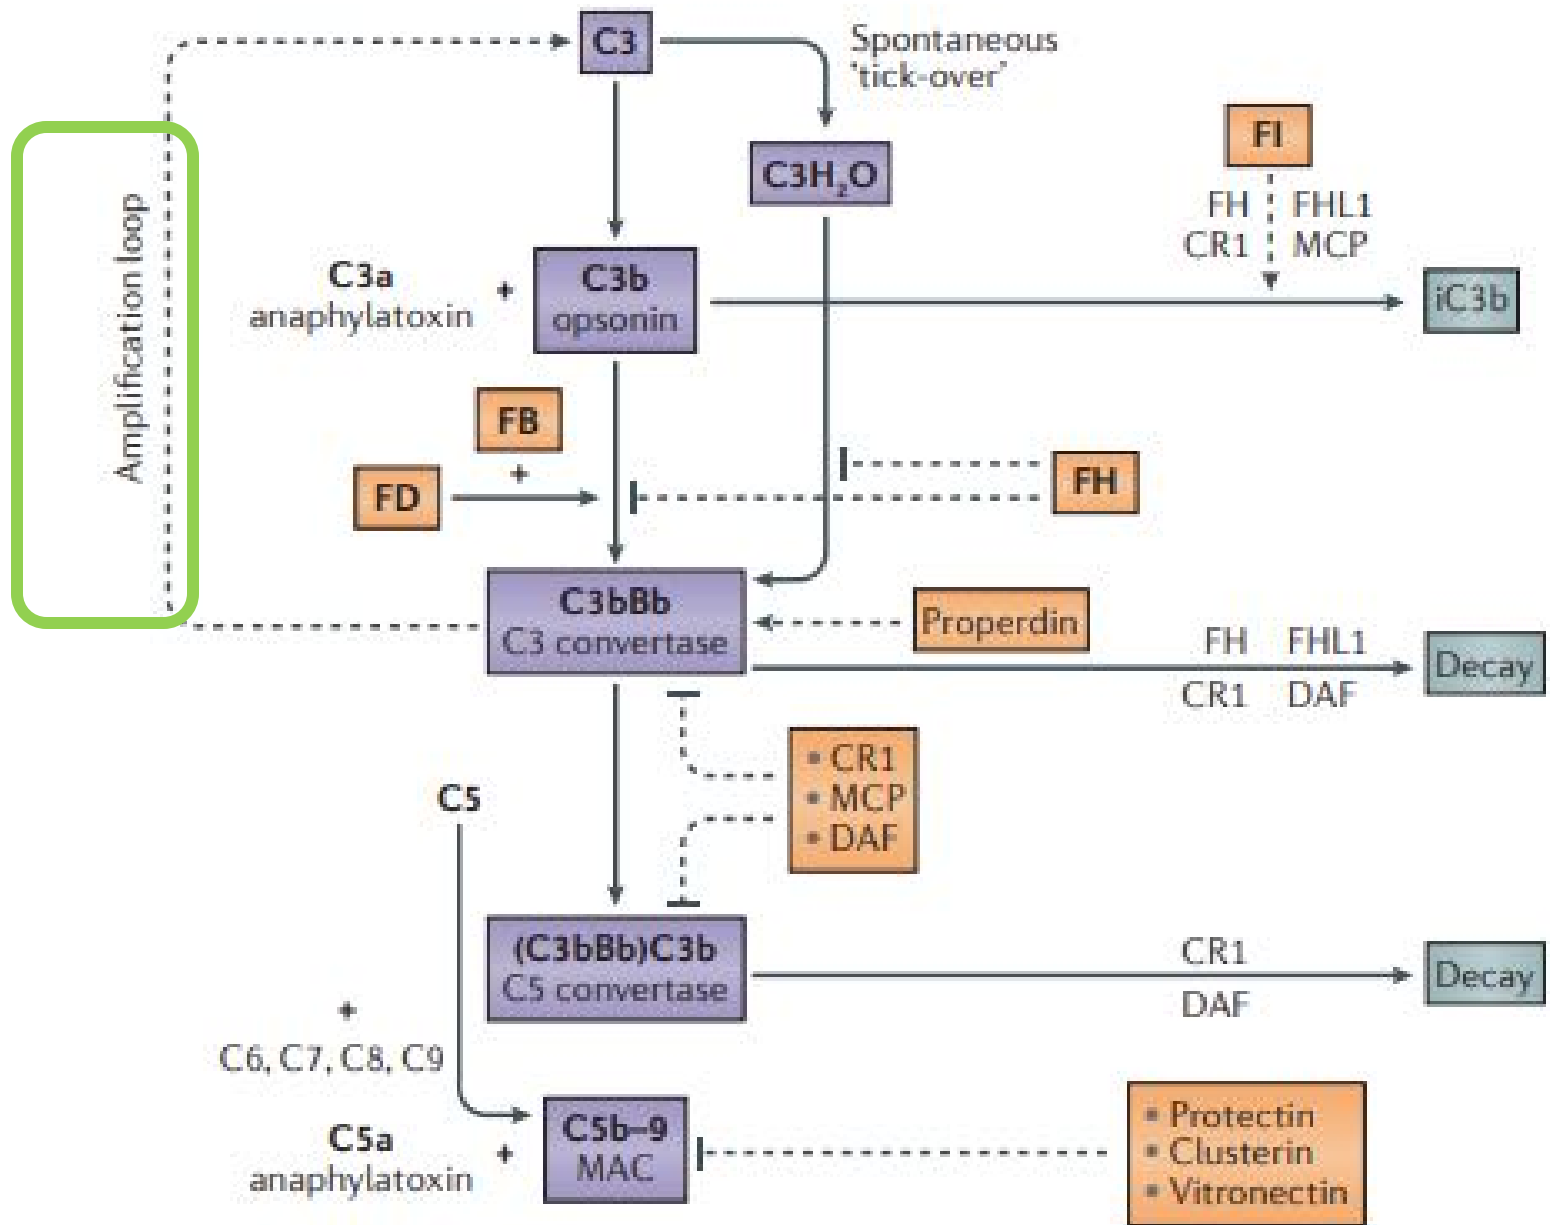 C3
Spontaneous
'tick-over'
C3H₂O
FI
FH FHL1
CR1 MCP
Amplification loop
C3a
anaphylatoxin
+
C3b
opsonin
iC3b
FB
+
FD
FH
C3bBb
C3 convertase
Properdin
FH FHL1
CR1 DAF
Decay
• CR1
• MCP
• DAF
C5
(C3bBb)C3b
C5 convertase
CR1
DAF
Decay
+
C6, C7, C8, C9
C5a
anaphylatoxin
+
C5b–9
MAC
• Protectin
• Clusterin
• Vitronectin